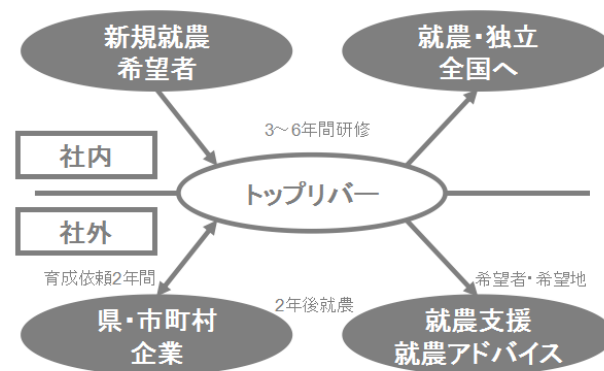 新規就農
希望者
就農・独立
全国へ
3～6年間研修
社内
トップリバー
社外
育成依頼2年間
希望者・希望地
県・市町村
企業
2年後就農
就農支援
就農アドバイス